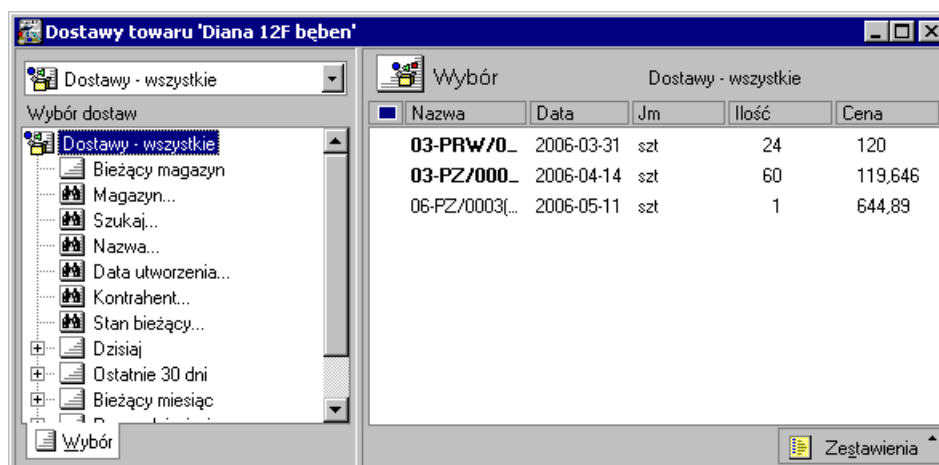 Dostawy towaru 'Diana 12F bęben'
Dostawy - wszystkie
Wybór dostaw
Dostawy - wszystkie
Bieżący magazyn
Magazyn...
Szukaj...
Nazwa...
Data utworzenia...
Kontrahent...
Stan bieżący...
Dzisiaj
Ostatnie 30 dni
Bieżący miesiąc
Wybór
Wybór Dostawy - wszystkie
Nazwa Data Jm Ilość Cena
03-PRW/0_ 2006-03-31 szt 24 120
03-PZ/000_ 2006-04-14 szt 60 119,646
06-PZ/0003(... 2006-05-11 szt 1 644,89
Zestawienia